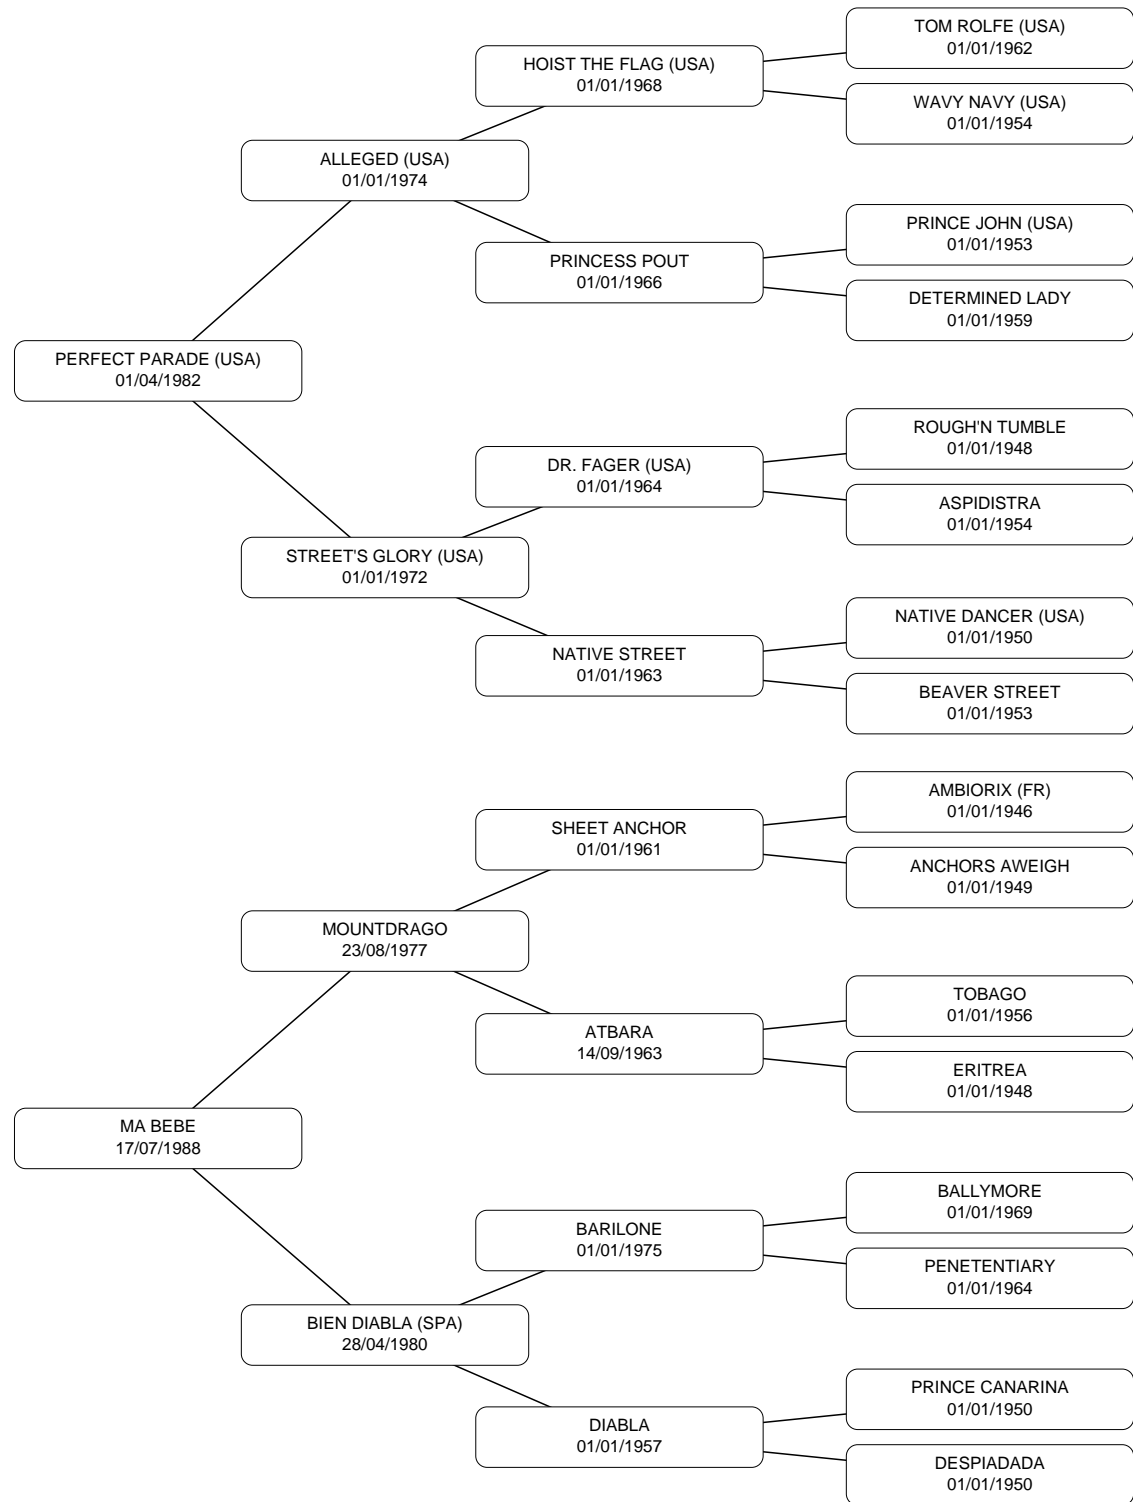 TOM ROLFE (USA)
01/01/1962
HOIST THE FLAG (USA)
01/01/1968
WAVY NAVY (USA)
01/01/1954
ALLEGED (USA)
01/01/1974
PRINCE JOHN (USA)
01/01/1953
PRINCESS POUT
01/01/1966
DETERMINED LADY
01/01/1959
PERFECT PARADE (USA)
01/04/1982
ROUGH'N TUMBLE
01/01/1948
DR. FAGER (USA)
01/01/1964
ASPIDISTRA
01/01/1954
STREET'S GLORY (USA)
01/01/1972
NATIVE DANCER (USA)
01/01/1950
NATIVE STREET
01/01/1963
BEAVER STREET
01/01/1953
AMBIORIX (FR)
01/01/1946
SHEET ANCHOR
01/01/1961
ANCHORS AWEIGH
01/01/1949
MOUNTDRAGO
23/08/1977
TOBAGO
01/01/1956
ATBARA
14/09/1963
ERITREA
01/01/1948
MA BEBE
17/07/1988
BALLYMORE
01/01/1969
BARILONE
01/01/1975
PENETENTIARY
01/01/1964
BIEN DIABLA (SPA)
28/04/1980
PRINCE CANARINA
01/01/1950
DIABLA
01/01/1957
DESPIADADA
01/01/1950